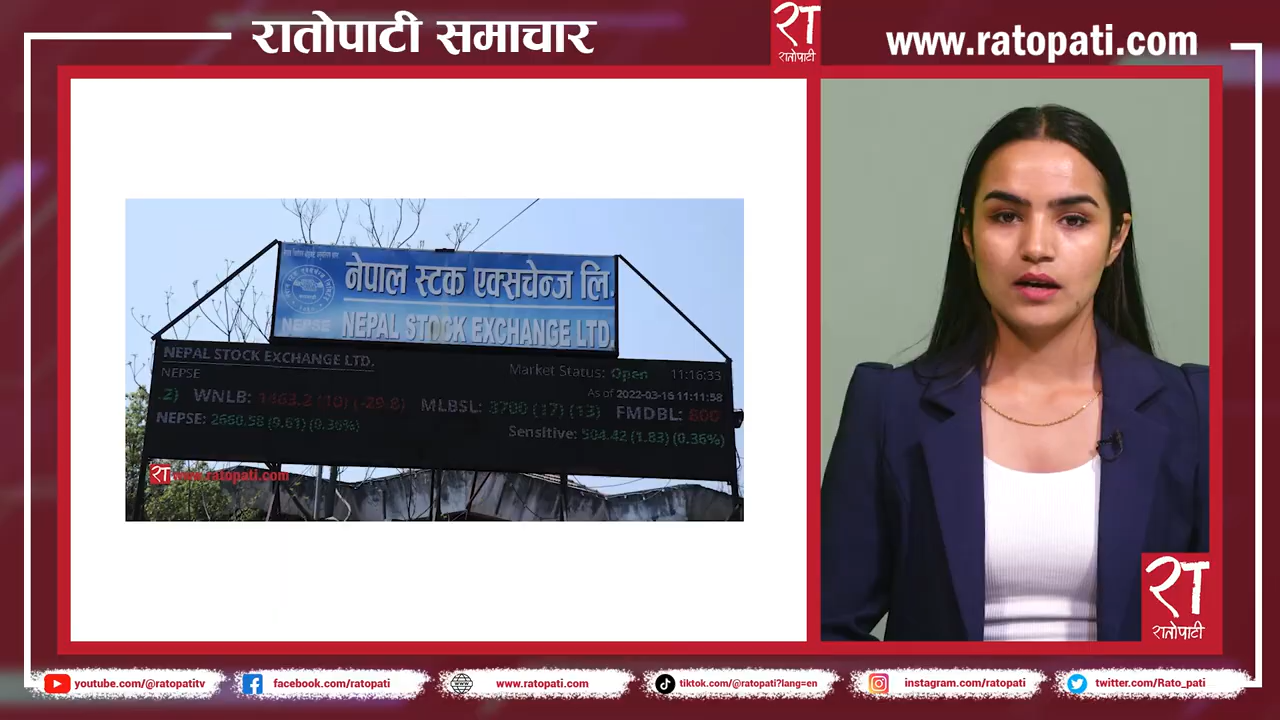 रातोपाटी समाचार
रा
रातोपाटी
www.ratopati.com
नेपाल स्टक एक्सचेन्ज लि.
NEPSE
NEPAL STOCK EXCHANGE LTD.
NEPAL STOCK EXCHANGE LTD.
Market Status: Open 11:16:33
NEPSE
As of 2022-03-15 11:11:58
.2) WNLB: 1463.2 (10) (-29.8) MLBSL: 3700 (17) (13) FMDBL: 600
NEPSE: 2660.58 (9.61) (0.36%)
Sensitive: 504.42 (1.83) (0.36%)
www.ratopati.com
रातोपाटी
youtube.com/@ratopatitv
facebook.com/ratopati
www.ratopati.com
tiktok.com/@ratopati?lang=en
instagram.com/ratopati
twitter.com/Rato_pati